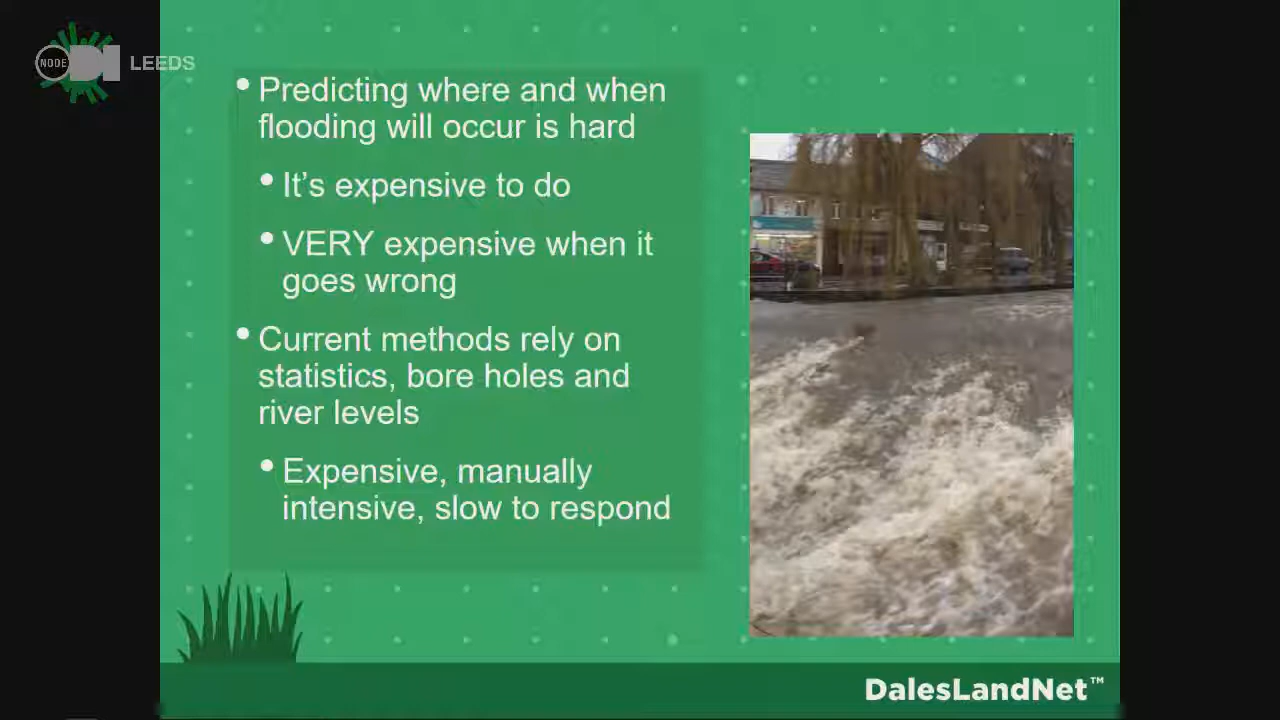 NODE
LEEDS
• Predicting where and when
flooding will occur is hard
• It’s expensive to do
• VERY expensive when it
goes wrong
• Current methods rely on
statistics, bore holes and
river levels
• Expensive, manually
intensive, slow to respond
DalesLandNet™